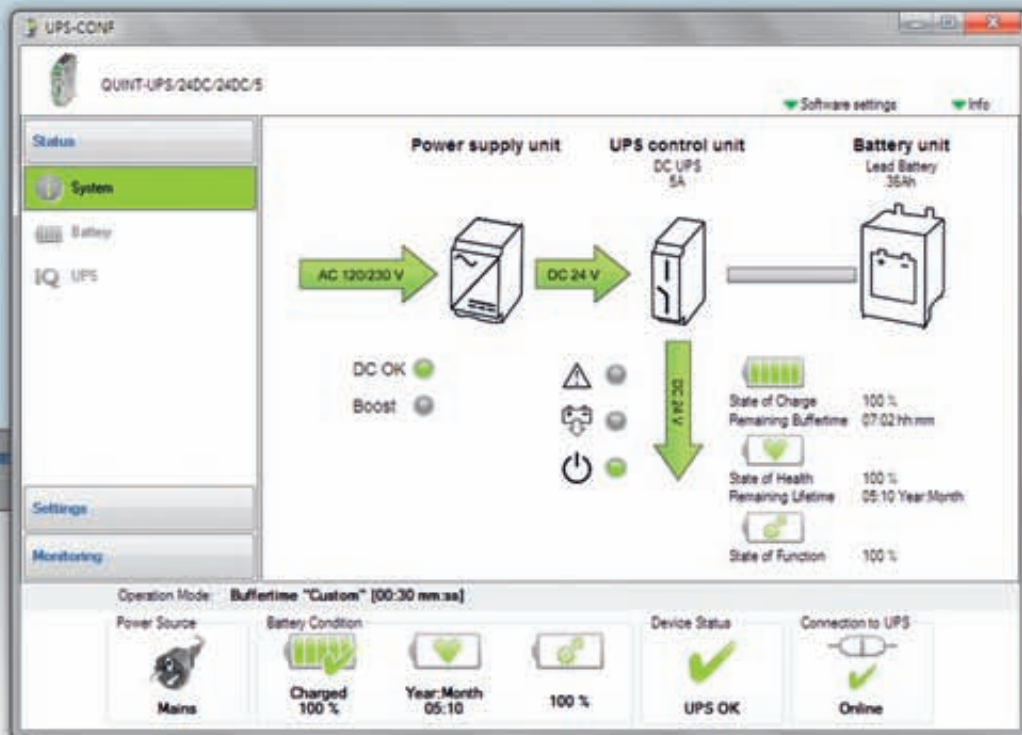 UPS-CONF
QUINT-UPS/24DC/24DC/5
Software settings
Info
Status
System
Battery
IQ UPS
Settings
Monitoring
Power supply unit
UPS control unit
DC UPS
5A
Battery unit
Lead Battery
36Ah
AC 120/230 V
DC 24 V
DC 24 V
DC OK
Boost
State of Charge 100 %
Remaining Buffertime 07:02 hh:mm
State of Health 100 %
Remaining Lifetime 05:10 Year:Month
State of Function 100 %
Operation Mode: Buffertime "Custom" [00:30 mm:ss]
Power Source
Mains
Battery Condition
Charged
100 %
Year:Month
05:10
100 %
Device Status
UPS OK
Connection to UPS
Online